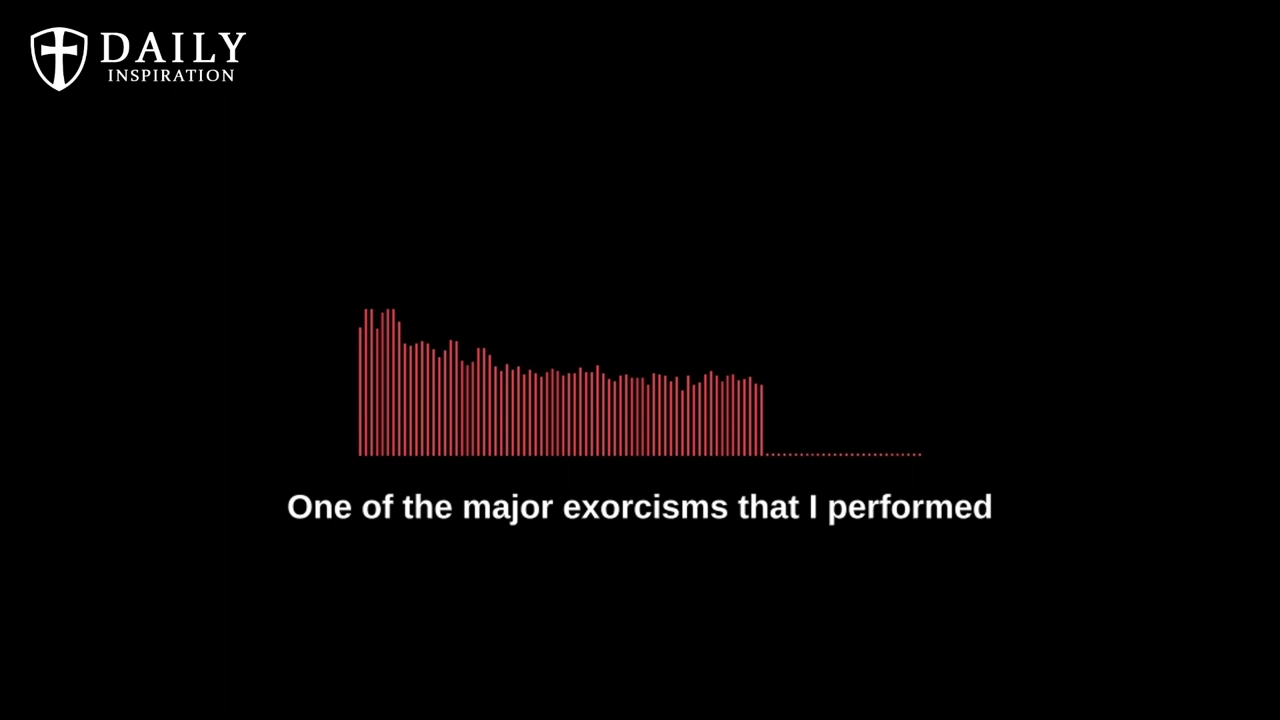 DAILY
INSPIRATION
One of the major exorcisms that I performed